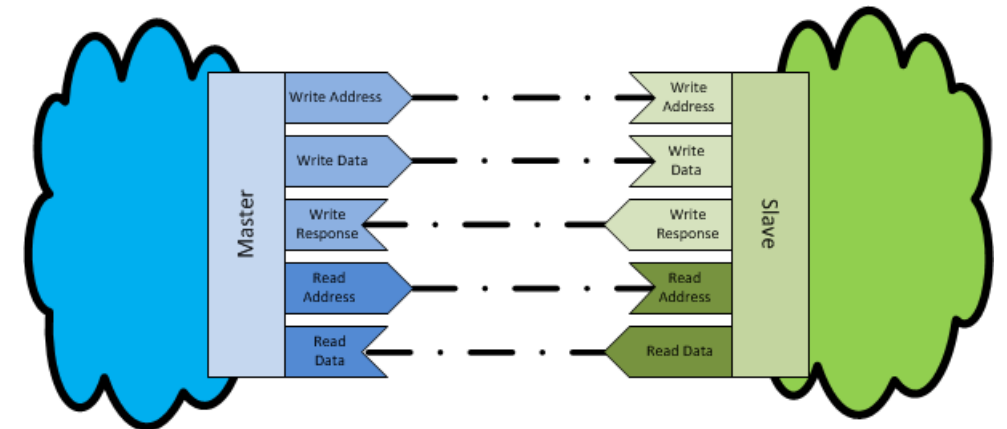 Master
Write Address
Write Data
Write
Response
Read
Address
Read
Data
Write
Address
Write
Data
Write
Response
Read
Address
Read Data
Slave